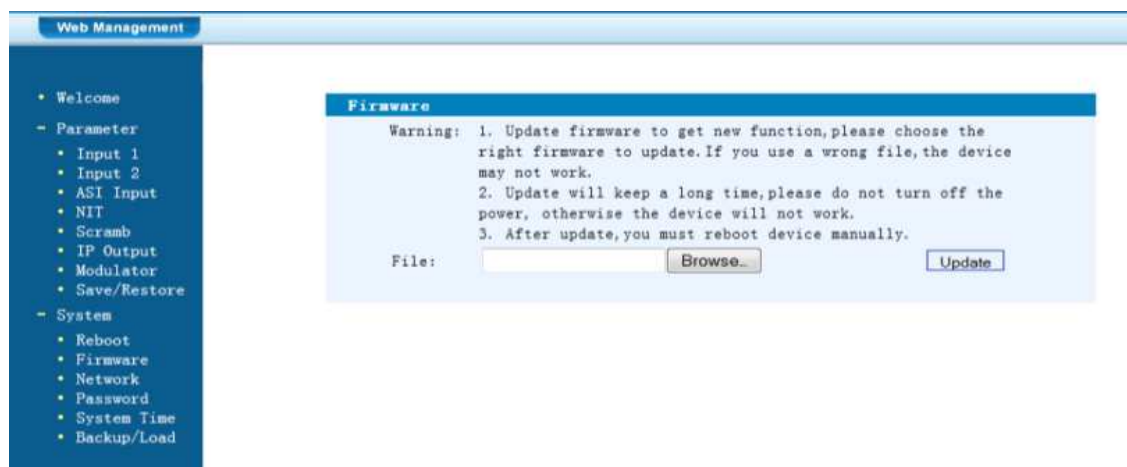 Web Management
Welcome
Parameter
Input 1
Input 2
ASI Input
NIT
Scramb
IP Output
Modulator
Save/Restore
System
Reboot
Firmware
Network
Password
System Time
Backup/Load
Firmware
Warning: 1. Update firmware to get new function,please choose the
right firmware to update.If you use a wrong file,the device
may not work.
2. Update will keep a long time,please do not turn off the
power, otherwise the device will not work.
3. After update,you must reboot device manually.
File: Browse… Update